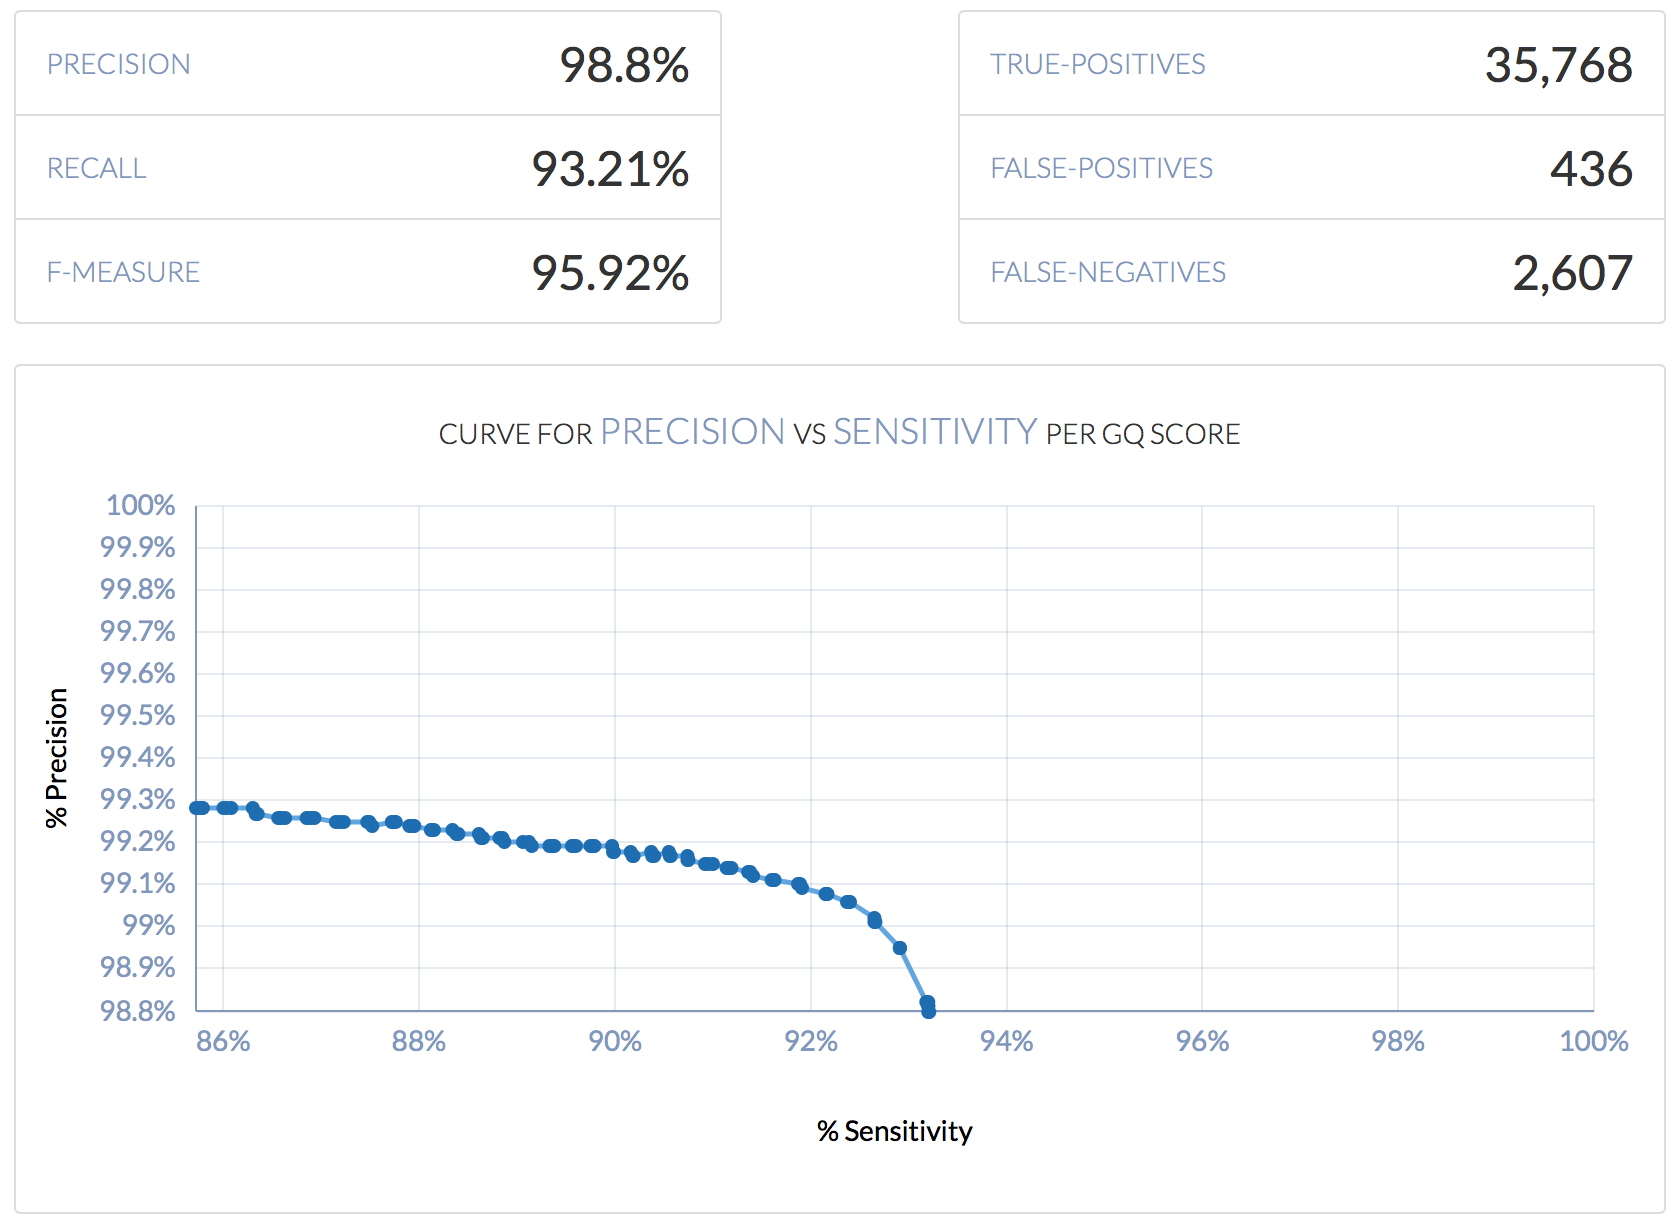 PRECISION 98.8%
RECALL 93.21%
F-MEASURE 95.92%
TRUE-POSITIVES 35,768
FALSE-POSITIVES 436
FALSE-NEGATIVES 2,607
CURVE FOR PRECISION VS SENSITIVITY PER GQ SCORE
100%
99.9%
99.8%
99.7%
99.6%
99.5%
99.4%
99.3%
99.2%
99.1%
99%
98.9%
98.8%
% Precision
86% 88% 90% 92% 94% 96% 98% 100%
% Sensitivity